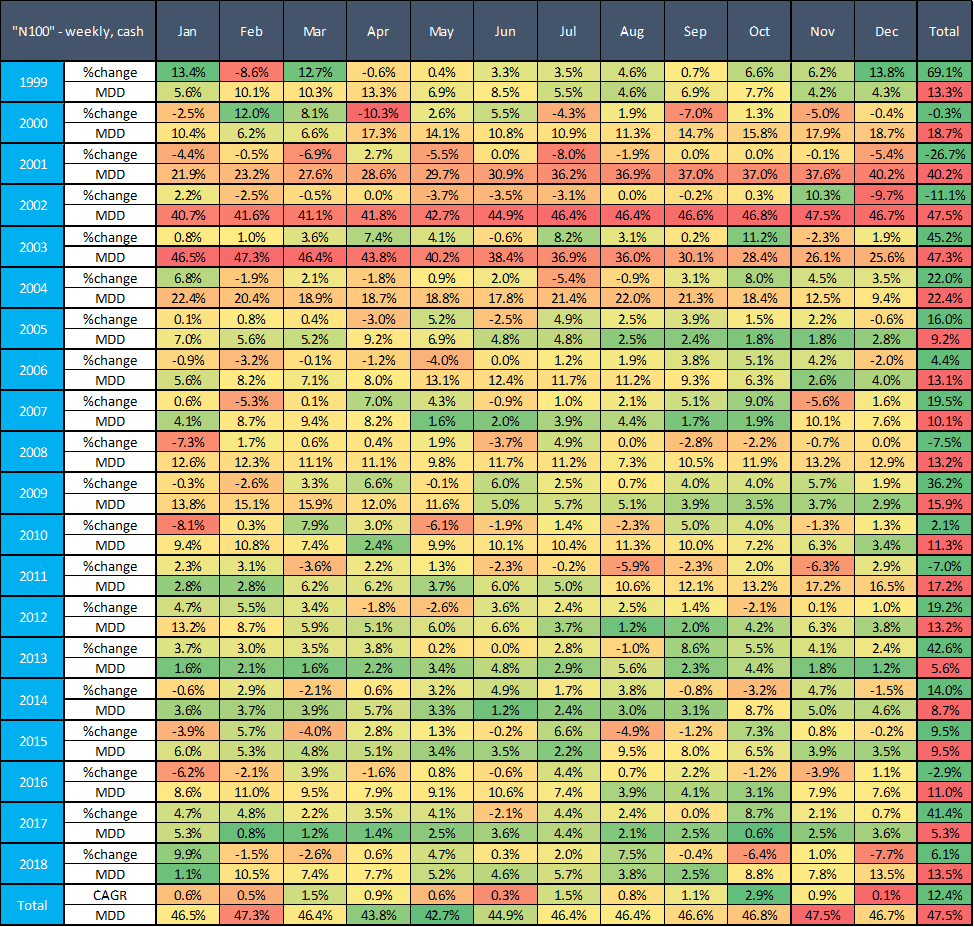 "N100" - weekly, cash Jan Feb Mar Apr May Jun Jul Aug Sep Oct Nov Dec Total
1999 %change 13.4% -8.6% 12.7% -0.6% 0.4% 3.3% 3.5% 4.6% 0.7% 6.6% 6.2% 13.8% 69.1%
MDD 5.6% 10.1% 10.3% 13.3% 6.9% 8.5% 5.5% 4.6% 6.9% 7.7% 4.2% 4.3% 13.3%
2000 %change -2.5% 12.0% 8.1% -10.3% 2.6% 5.5% -4.3% 1.9% -7.0% 1.3% -5.0% -0.4% -0.3%
MDD 10.4% 6.2% 6.6% 17.3% 14.1% 10.8% 10.9% 11.3% 14.7% 15.8% 17.9% 18.7% 18.7%
2001 %change -4.4% -0.5% -6.9% 2.7% -5.5% 0.0% -8.0% -1.9% 0.0% 0.0% -0.1% -5.4% -26.7%
MDD 21.9% 23.2% 27.6% 28.6% 29.7% 30.9% 36.2% 36.9% 37.0% 37.0% 37.6% 40.2% 40.2%
2002 %change 2.2% -2.5% -0.5% 0.0% -3.7% -3.5% -3.1% 0.0% -0.2% 0.3% 10.3% -9.7% -11.1%
MDD 40.7% 41.6% 41.1% 41.8% 42.7% 44.9% 46.4% 46.4% 46.6% 46.8% 47.5% 46.7% 47.5%
2003 %change 0.8% 1.0% 3.6% 7.4% 4.1% -0.6% 8.2% 3.1% 0.2% 11.2% -2.3% 1.9% 45.2%
MDD 46.5% 47.3% 46.4% 43.8% 40.2% 38.4% 36.9% 36.0% 30.1% 28.4% 26.1% 25.6% 47.3%
2004 %change 6.8% -1.9% 2.1% -1.8% 0.9% 2.0% -5.4% -0.9% 3.1% 8.0% 4.5% 3.5% 22.0%
MDD 22.4% 20.4% 18.9% 18.7% 18.8% 17.8% 21.4% 22.0% 21.3% 18.4% 12.5% 9.4% 22.4%
2005 %change 0.1% 0.8% 0.4% -3.0% 5.2% -2.5% 4.9% 2.5% 3.9% 1.5% 2.2% -0.6% 16.0%
MDD 7.0% 5.6% 5.2% 9.2% 6.9% 4.8% 4.8% 2.5% 2.4% 1.8% 1.8% 2.8% 9.2%
2006 %change -0.9% -3.2% -0.1% -1.2% -4.0% 0.0% 1.2% 1.9% 3.8% 5.1% 4.2% -2.0% 4.4%
MDD 5.6% 8.2% 7.1% 8.0% 13.1% 12.4% 11.7% 11.2% 9.3% 6.3% 2.6% 4.0% 13.1%
2007 %change 0.6% -5.3% 0.1% 7.0% 4.3% -0.9% 1.0% 2.1% 5.1% 9.0% -5.6% 1.6% 19.5%
MDD 4.1% 8.7% 9.4% 8.2% 1.6% 2.0% 3.9% 4.4% 1.7% 1.9% 10.1% 7.6% 10.1%
2008 %change -7.3% 1.7% 0.6% 0.4% 1.9% -3.7% 4.9% 0.0% -2.8% -2.2% -0.7% 0.0% -7.5%
MDD 12.6% 12.3% 11.1% 11.1% 9.8% 11.7% 11.2% 7.3% 10.5% 11.9% 13.2% 12.9% 13.2%
2009 %change -0.3% -2.6% 3.3% 6.6% -0.1% 6.0% 2.5% 0.7% 4.0% 4.0% 5.7% 1.9% 36.2%
MDD 13.8% 15.1% 15.9% 12.0% 11.6% 5.0% 5.7% 5.1% 3.9% 3.5% 3.7% 2.9% 15.9%
2010 %change -8.1% 0.3% 7.9% 3.0% -6.1% -1.9% 1.4% -2.3% 5.0% 4.0% -1.3% 1.3% 2.1%
MDD 9.4% 10.8% 7.4% 2.4% 9.9% 10.1% 10.4% 11.3% 10.0% 7.2% 6.3% 3.4% 11.3%
2011 %change 2.3% 3.1% -3.6% 2.2% 1.3% -2.3% -0.2% -5.9% -2.3% 2.0% -6.3% 2.9% -7.0%
MDD 2.8% 2.8% 6.2% 6.2% 3.7% 6.0% 5.0% 10.6% 12.1% 13.2% 17.2% 16.5% 17.2%
2012 %change 4.7% 5.5% 3.4% -1.8% -2.6% 3.6% 2.4% 2.5% 1.4% -2.1% 0.1% 1.0% 19.2%
MDD 13.2% 8.7% 5.9% 5.1% 6.0% 6.6% 3.7% 1.2% 2.0% 4.2% 6.3% 3.8% 13.2%
2013 %change 3.7% 3.0% 3.5% 3.8% 0.2% 0.0% 2.8% -1.0% 8.6% 5.5% 4.1% 2.4% 42.6%
MDD 1.6% 2.1% 1.6% 2.2% 3.4% 4.8% 2.9% 5.6% 2.3% 4.4% 1.8% 1.2% 5.6%
2014 %change -0.6% 2.9% -2.1% 0.6% 3.2% 4.9% 1.7% 3.8% -0.8% -3.2% 4.7% -1.5% 14.0%
MDD 3.6% 3.7% 3.9% 5.7% 3.3% 1.2% 2.4% 3.0% 3.1% 8.7% 5.0% 4.6% 8.7%
2015 %change -3.9% 5.7% -4.0% 2.8% 1.3% -0.2% 6.6% -4.9% -1.2% 7.3% 0.8% -0.2% 9.5%
MDD 6.0% 5.3% 4.8% 5.1% 3.4% 3.5% 2.2% 9.5% 8.0% 6.5% 3.9% 3.5% 9.5%
2016 %change -6.2% -2.1% 3.9% -1.6% 0.8% -0.6% 4.4% 0.7% 2.2% -1.2% -3.9% 1.1% -2.9%
MDD 8.6% 11.0% 9.5% 7.9% 9.1% 10.6% 7.4% 3.9% 4.1% 3.1% 7.9% 7.6% 11.0%
2017 %change 4.7% 4.8% 2.2% 3.5% 4.1% -2.1% 4.4% 2.4% 0.0% 8.7% 2.1% 0.7% 41.4%
MDD 5.3% 0.8% 1.2% 1.4% 2.5% 3.6% 4.4% 2.1% 2.5% 0.6% 2.5% 3.6% 5.3%
2018 %change 9.9% -1.5% -2.6% 0.6% 4.7% 0.3% 2.0% 7.5% -0.4% -6.4% 1.0% -7.7% 6.1%
MDD 1.1% 10.5% 7.4% 7.7% 5.2% 4.6% 5.7% 3.8% 2.5% 8.8% 7.8% 13.5% 13.5%
Total CAGR 0.6% 0.5% 1.5% 0.9% 0.6% 0.3% 1.5% 0.8% 1.1% 2.9% 0.9% 0.1% 12.4%
MDD 46.5% 47.3% 46.4% 43.8% 42.7% 44.9% 46.4% 46.4% 46.6% 46.8% 47.5% 46.7% 47.5%